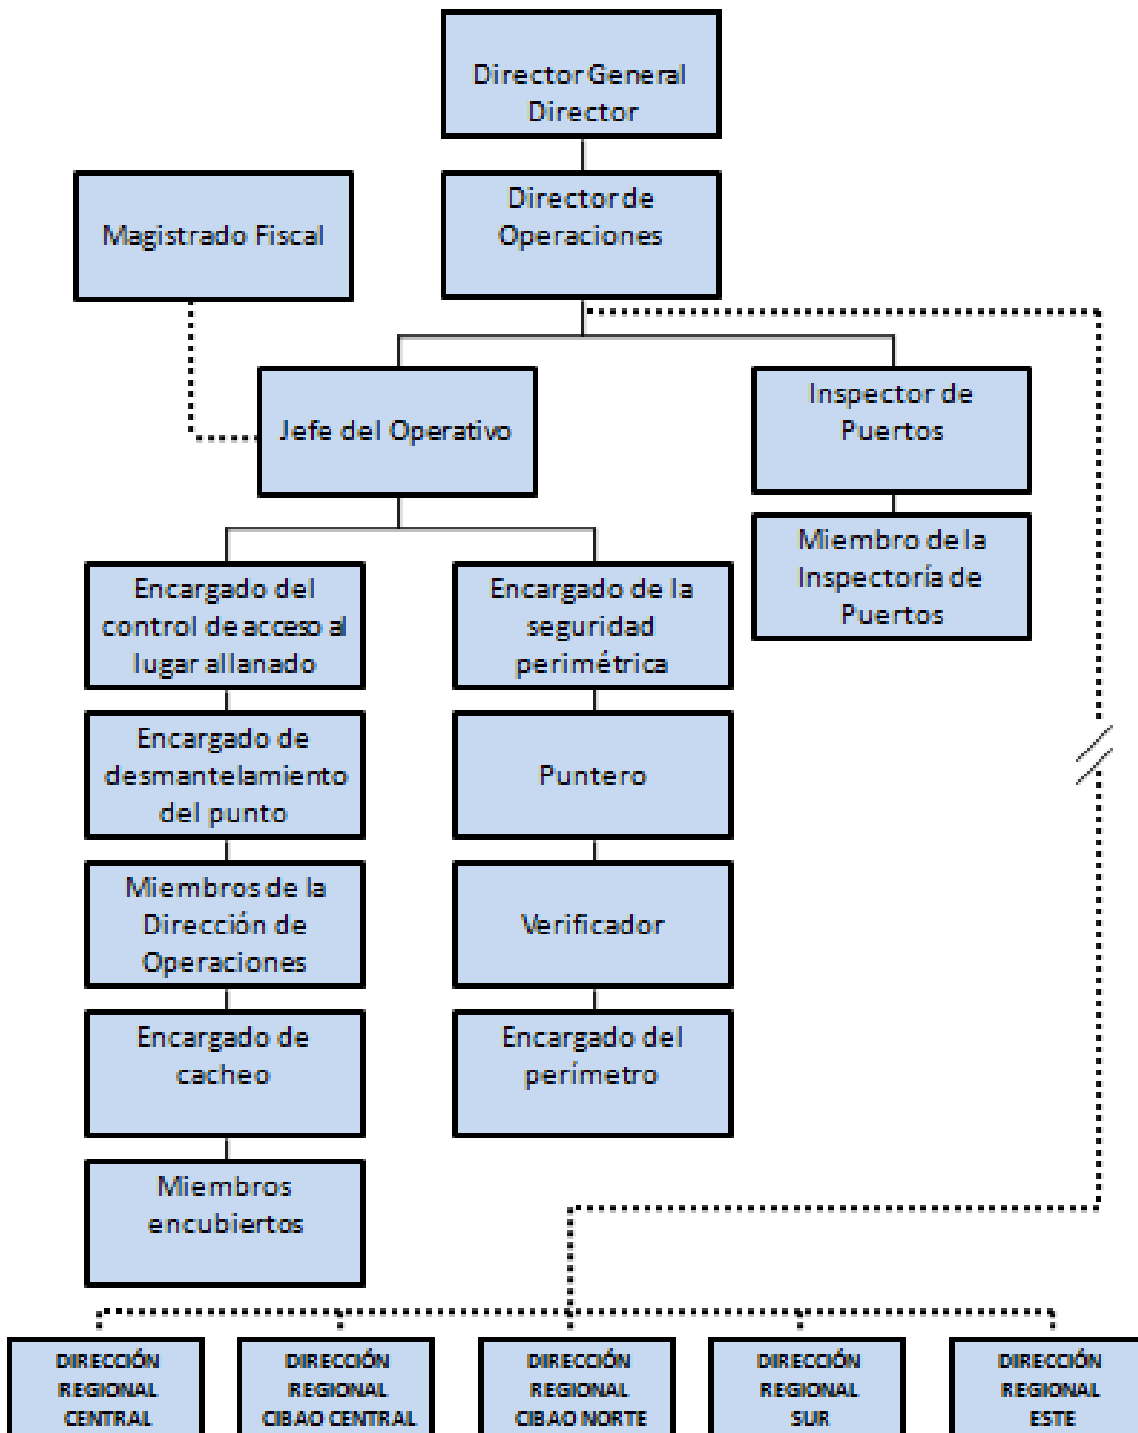 Director General
Director
Director de
Operaciones
Magistrado Fiscal
Jefe del Operativo
Inspector de
Puertos
Miembro de la
Inspectoría de
Puertos
Encargado del
control de acceso al
lugar allanado
Encargado de la
seguridad
perimétrica
Encargado de
desmantelamiento
del punto
Puntero
Miembros de la
Dirección de
Operaciones
Verificador
Encargado de
cacheo
Encargado del
perímetro
Miembros
encubiertos
DIRECCIÓN
REGIONAL
CENTRAL
DIRECCIÓN
REGIONAL
CIBAO CENTRAL
DIRECCIÓN
REGIONAL
CIBAO NORTE
DIRECCIÓN
REGIONAL
SUR
DIRECCIÓN
REGIONAL
ESTE